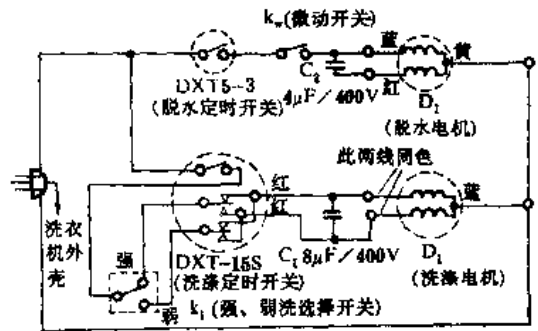 kw(微动开关)
蓝
黄
DXT5-3
(脱水定时开关)
C2
4μF/400V
红
D2
(脱水电机)
此两线同色
红
红
蓝
洗衣
机外
壳
强
弱
DXT-15S
(洗涤定时开关)
C1 8μF/400V
D1
(洗涤电机)
k1(强、弱洗选择开关)